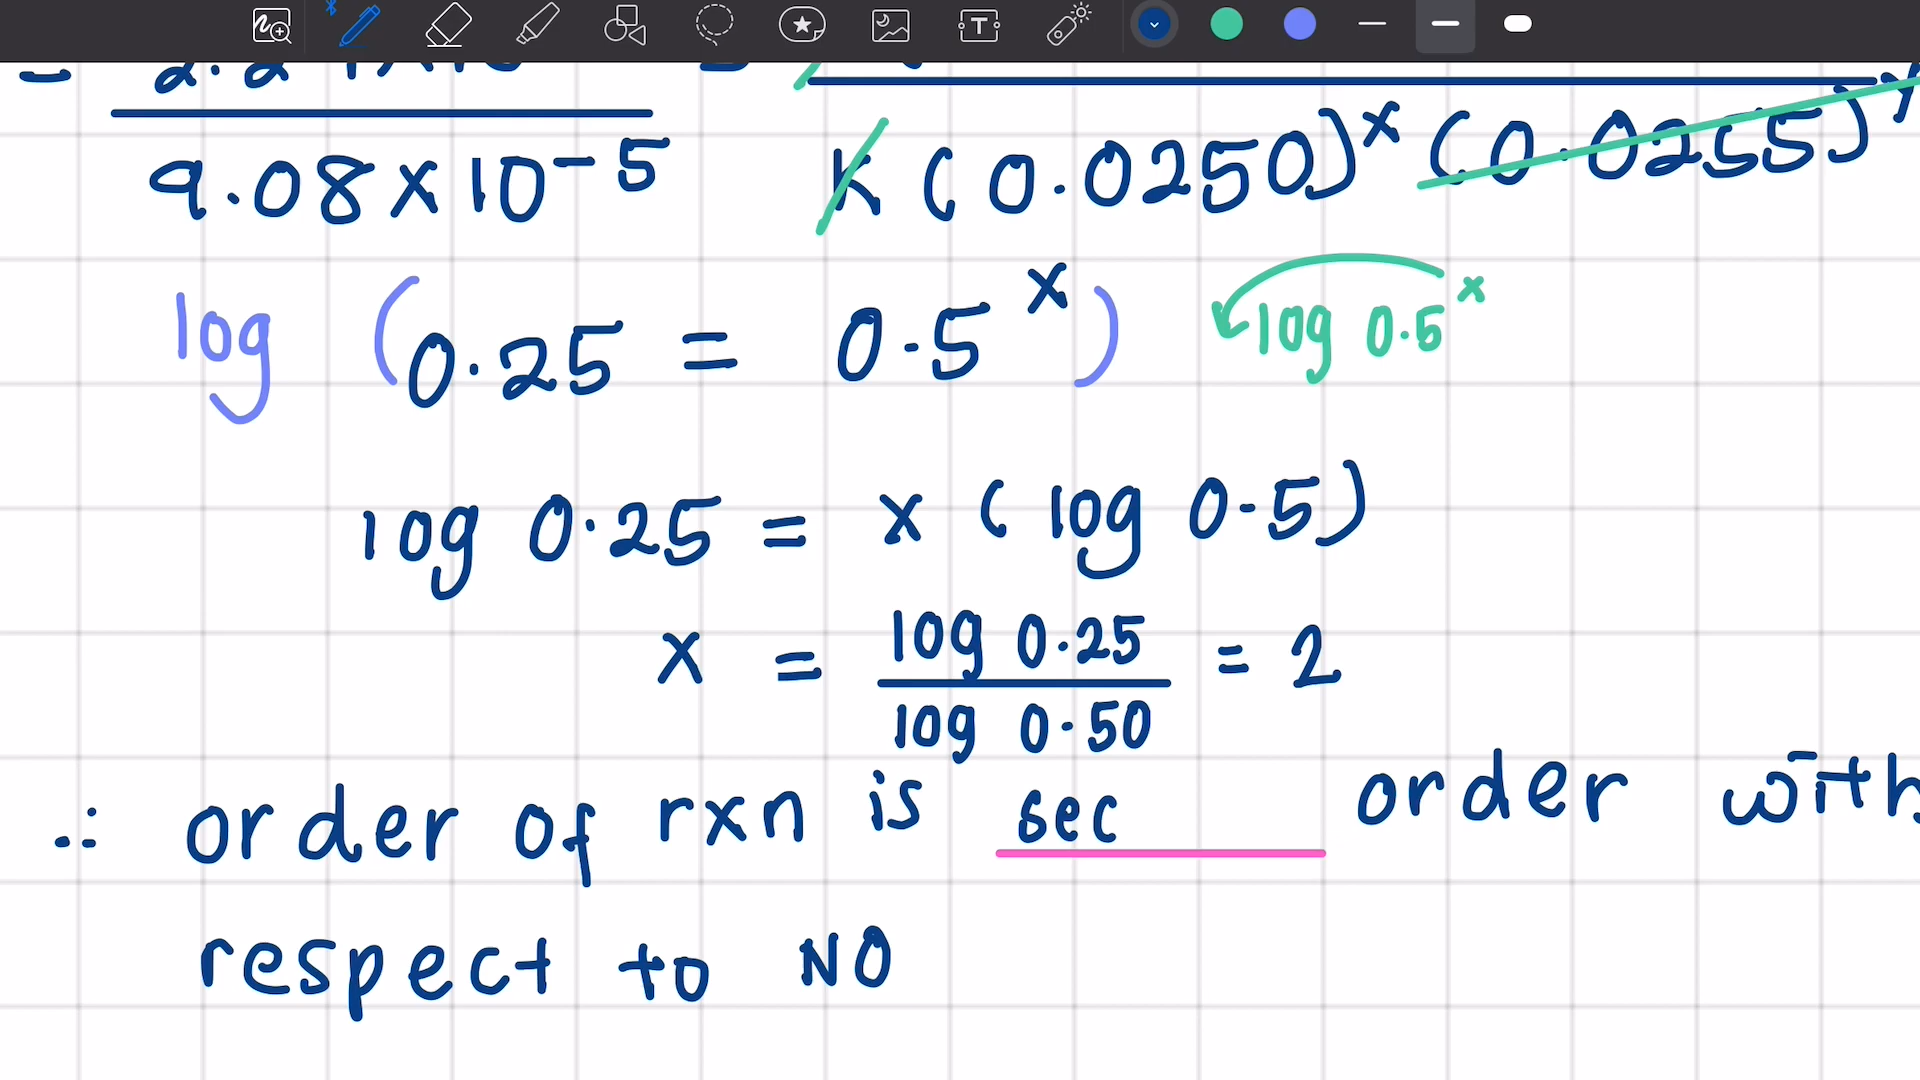 9.08×10⁻⁵ K (0.0250)ˣ (0.0255)ʸ
log (0.25 = 0.5ˣ) log 0.5ˣ
log 0.25 = x (log 0.5)
x = log 0.25 / log 0.50 = 2
∴ order of rxn is sec order with
respect to NO